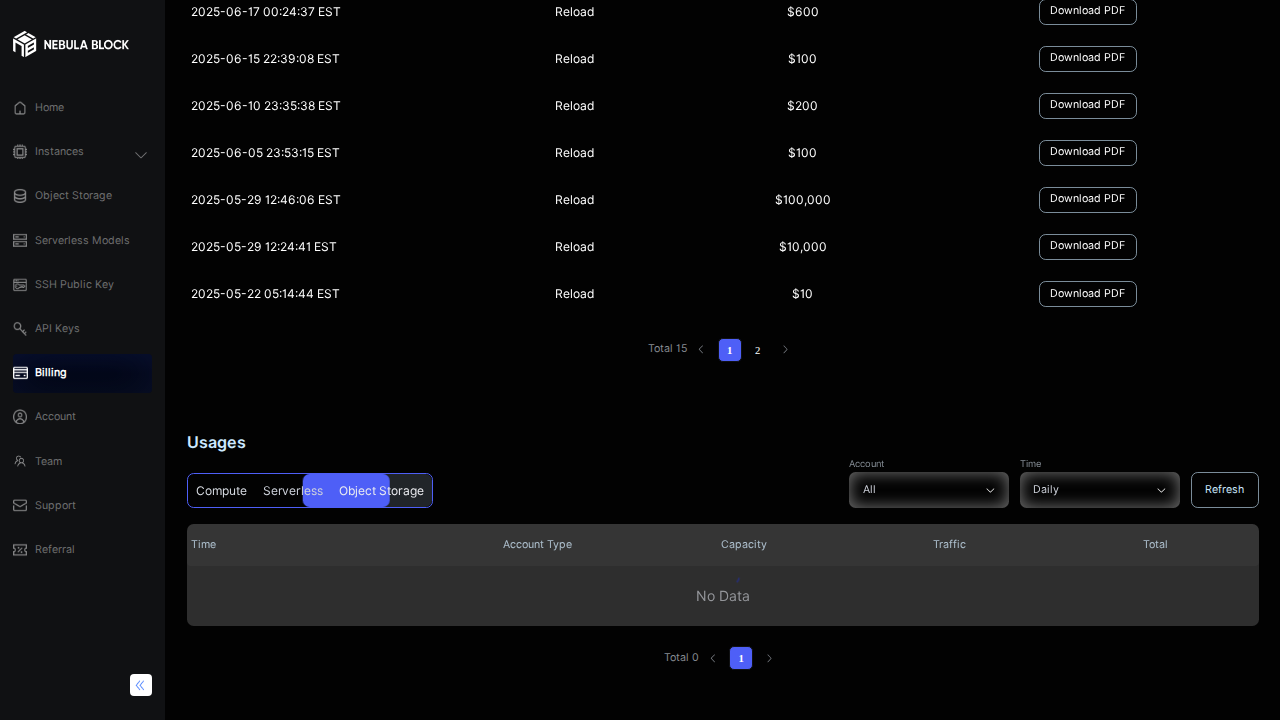 NEBULA BLOCK
Home
Instances
Object Storage
Serverless Models
SSH Public Key
API Keys
Billing
Account
Team
Support
Referral
2025-06-17 00:24:37 EST Reload $600 Download PDF
2025-06-15 22:39:08 EST Reload $100 Download PDF
2025-06-10 23:35:38 EST Reload $200 Download PDF
2025-06-05 23:53:15 EST Reload $100 Download PDF
2025-05-29 12:46:06 EST Reload $100,000 Download PDF
2025-05-29 12:24:41 EST Reload $10,000 Download PDF
2025-05-22 05:14:44 EST Reload $10 Download PDF
Total 15 1 2
Usages
Account Time
Compute Serverless Object Storage All Daily Refresh
Time Account Type Capacity Traffic Total
No Data
Total 0 1